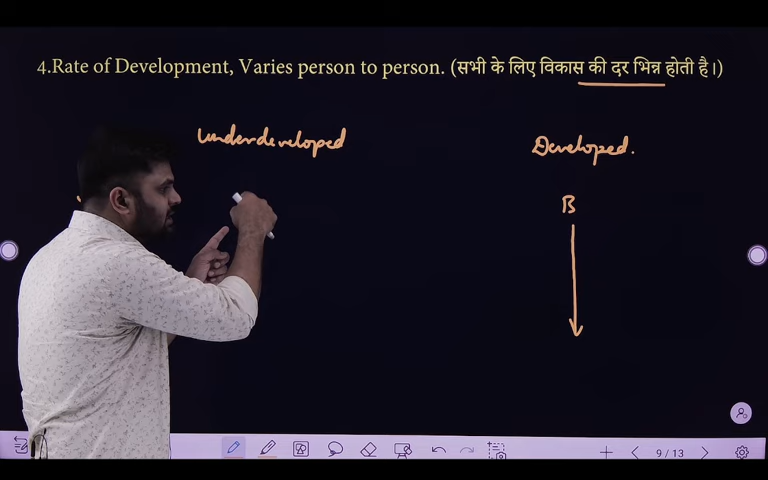 4.Rate of Development, Varies person to person. (सभी के लिए विकास की दर भिन्न होती है।)
underdeveloped
Developed.
B
9 / 13